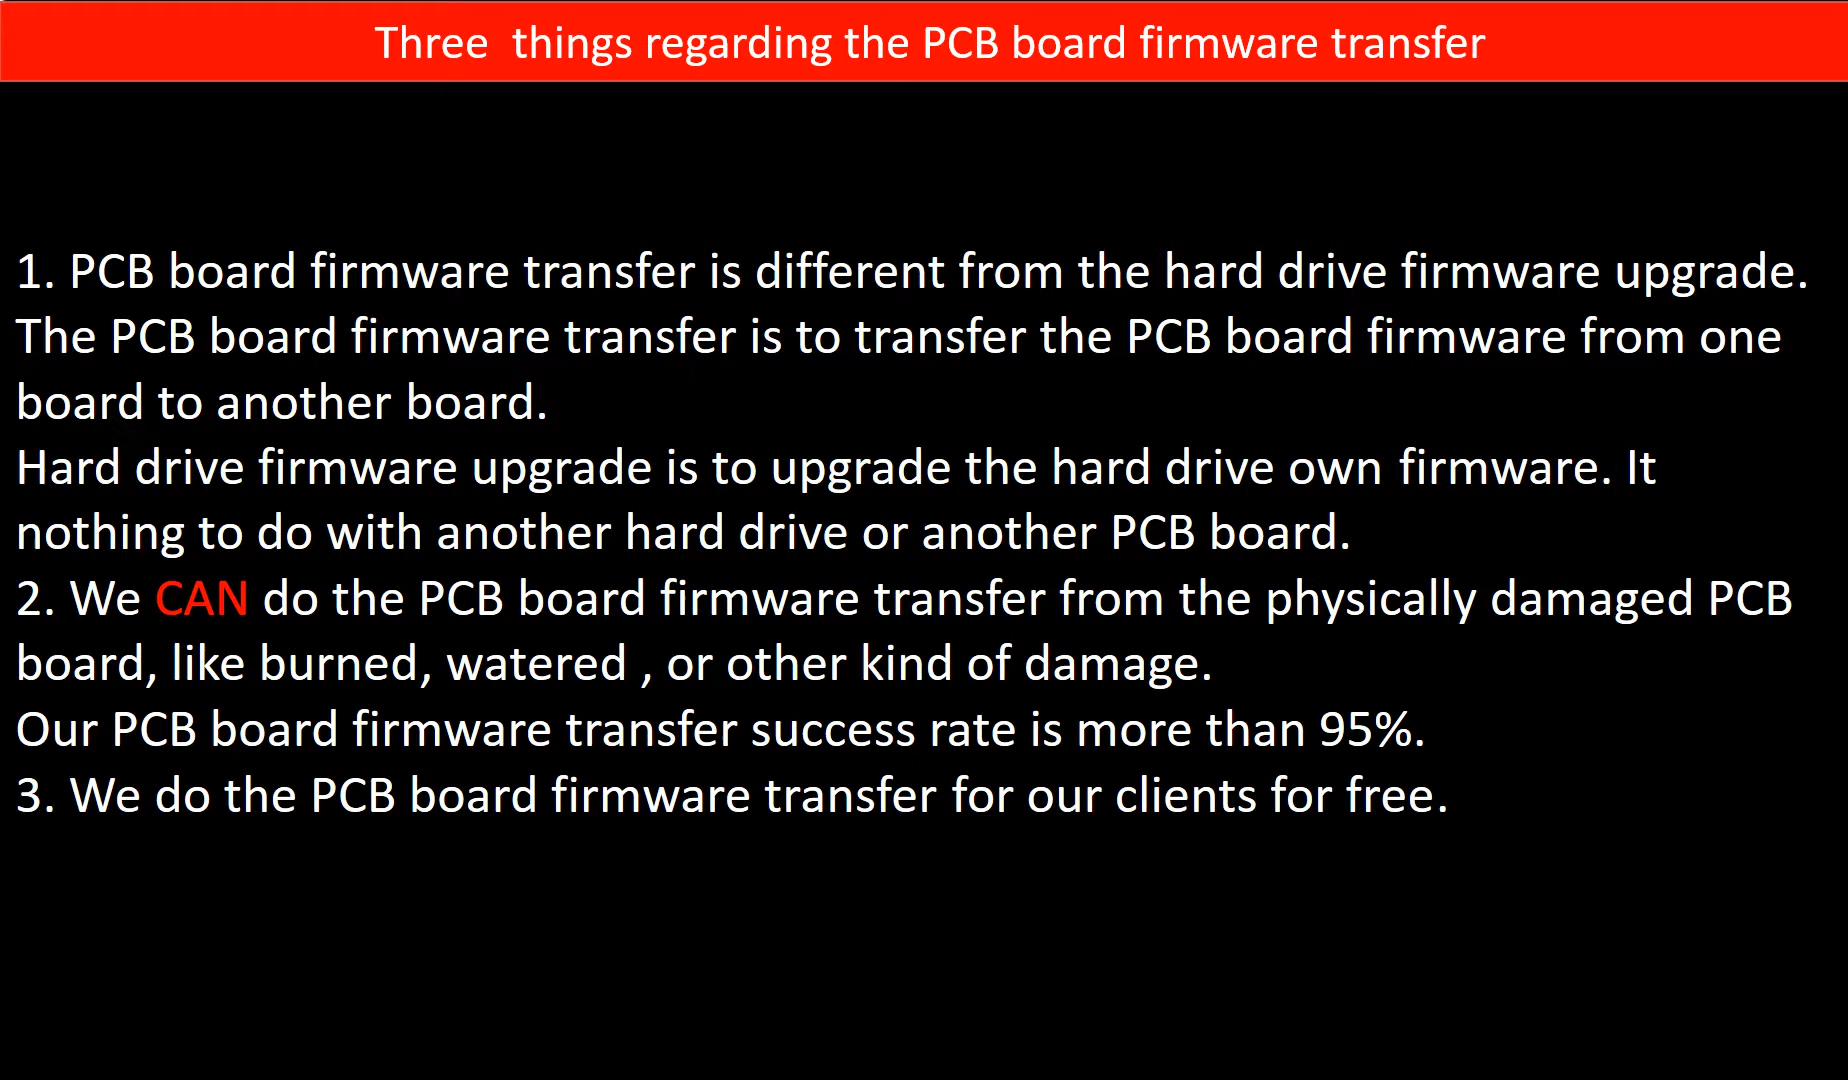 Three  things regarding the PCB board firmware transfer
1. PCB board firmware transfer is different from the hard drive firmware upgrade.
The PCB board firmware transfer is to transfer the PCB board firmware from one
board to another board.
Hard drive firmware upgrade is to upgrade the hard drive own firmware. It
nothing to do with another hard drive or another PCB board.
2. We CAN do the PCB board firmware transfer from the physically damaged PCB
board, like burned, watered , or other kind of damage.
Our PCB board firmware transfer success rate is more than 95%.
3. We do the PCB board firmware transfer for our clients for free.